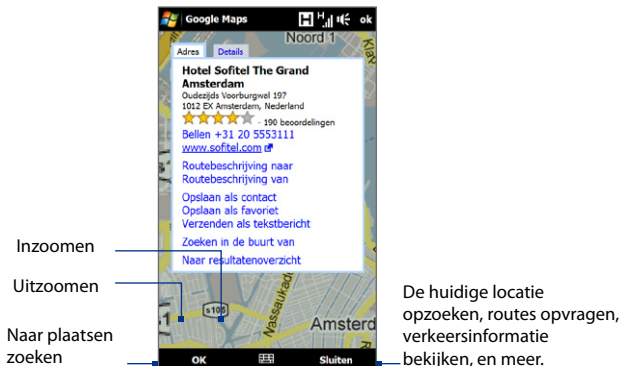 Google Maps
ok
Noord 1
Klav
Adres
Details
Hotel Sofitel The Grand
Amsterdam
Oudezijds Voorburgwal 197
1012 EX Amsterdam, Nederland
- 190 beoordelingen
Bellen +31 20 5553111
www.sofitel.com
Routebeschrijving naar
Routebeschrijving van
Opslaan als contact
Opslaan als favoriet
Verzenden als tekstbericht
Zoeken in de buurt van
Naar resultatenoverzicht
Inzoomen
Uitzoomen
Naar plaatsen
zoeken
s105
Nassaukad
Amsterd
OK
Sluiten
De huidige locatie
opzoeken, routes opvragen,
verkeersinformatie
bekijken, en meer.